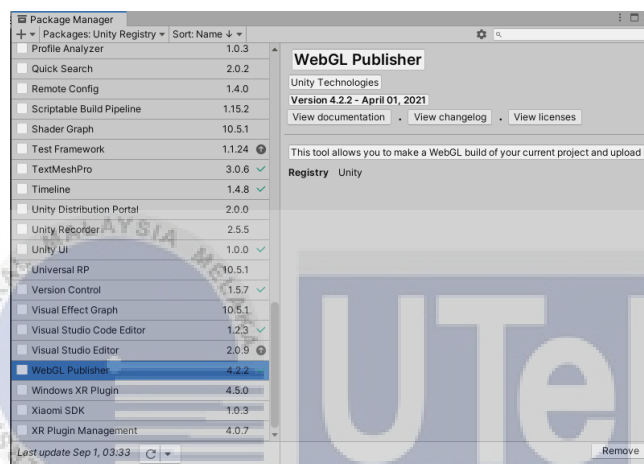 Package Manager
Packages: Unity Registry Sort: Name ↓
Profile Analyzer 1.0.3
Quick Search 2.0.2
Remote Config 1.4.0
Scriptable Build Pipeline 1.15.2
Shader Graph 10.5.1
Test Framework 1.1.24
TextMeshPro 3.0.6
Timeline 1.4.8
Unity Distribution Portal 2.0.0
Unity Recorder 2.5.5
Unity UI 1.0.0
Universal RP 10.5.1
Version Control 1.5.7
Visual Effect Graph 10.5.1
Visual Studio Code Editor 1.2.3
Visual Studio Editor 2.0.9
WebGL Publisher 4.2.2
Windows XR Plugin 4.5.0
Xiaomi SDK 1.0.3
XR Plugin Management 4.0.7
Last update Sep 1, 03:33
WebGL Publisher
Unity Technologies
Version 4.2.2 - April 01, 2021
View documentation . View changelog . View licenses
This tool allows you to make a WebGL build of your current project and upload
Registry Unity
Remove
MALAYSIA MELAKA
UTeM